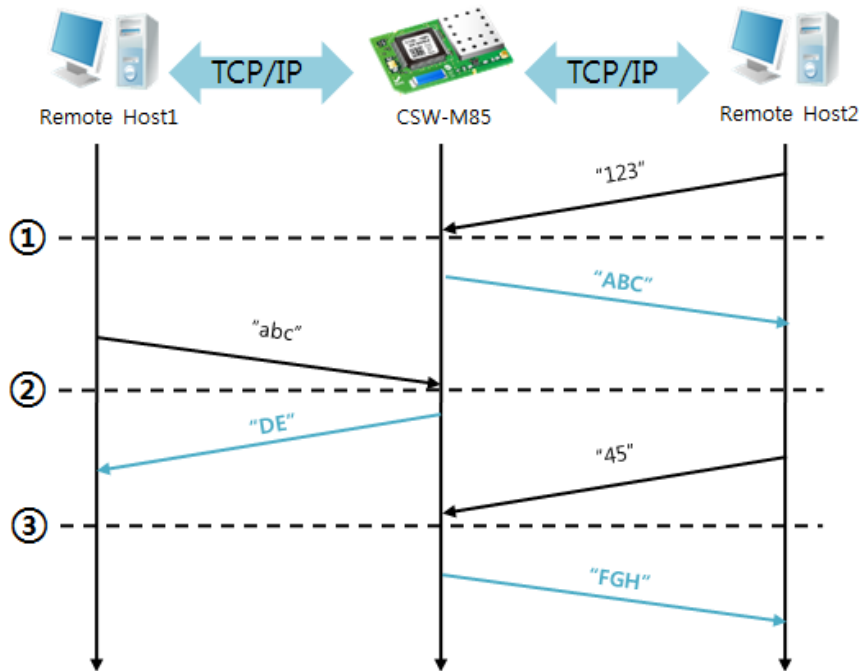 TCP/IP
TCP/IP
Remote Host1
CSW-M85
Remote Host2
"123"
①
"ABC"
"abc"
②
"DE"
"45"
③
"FGH"